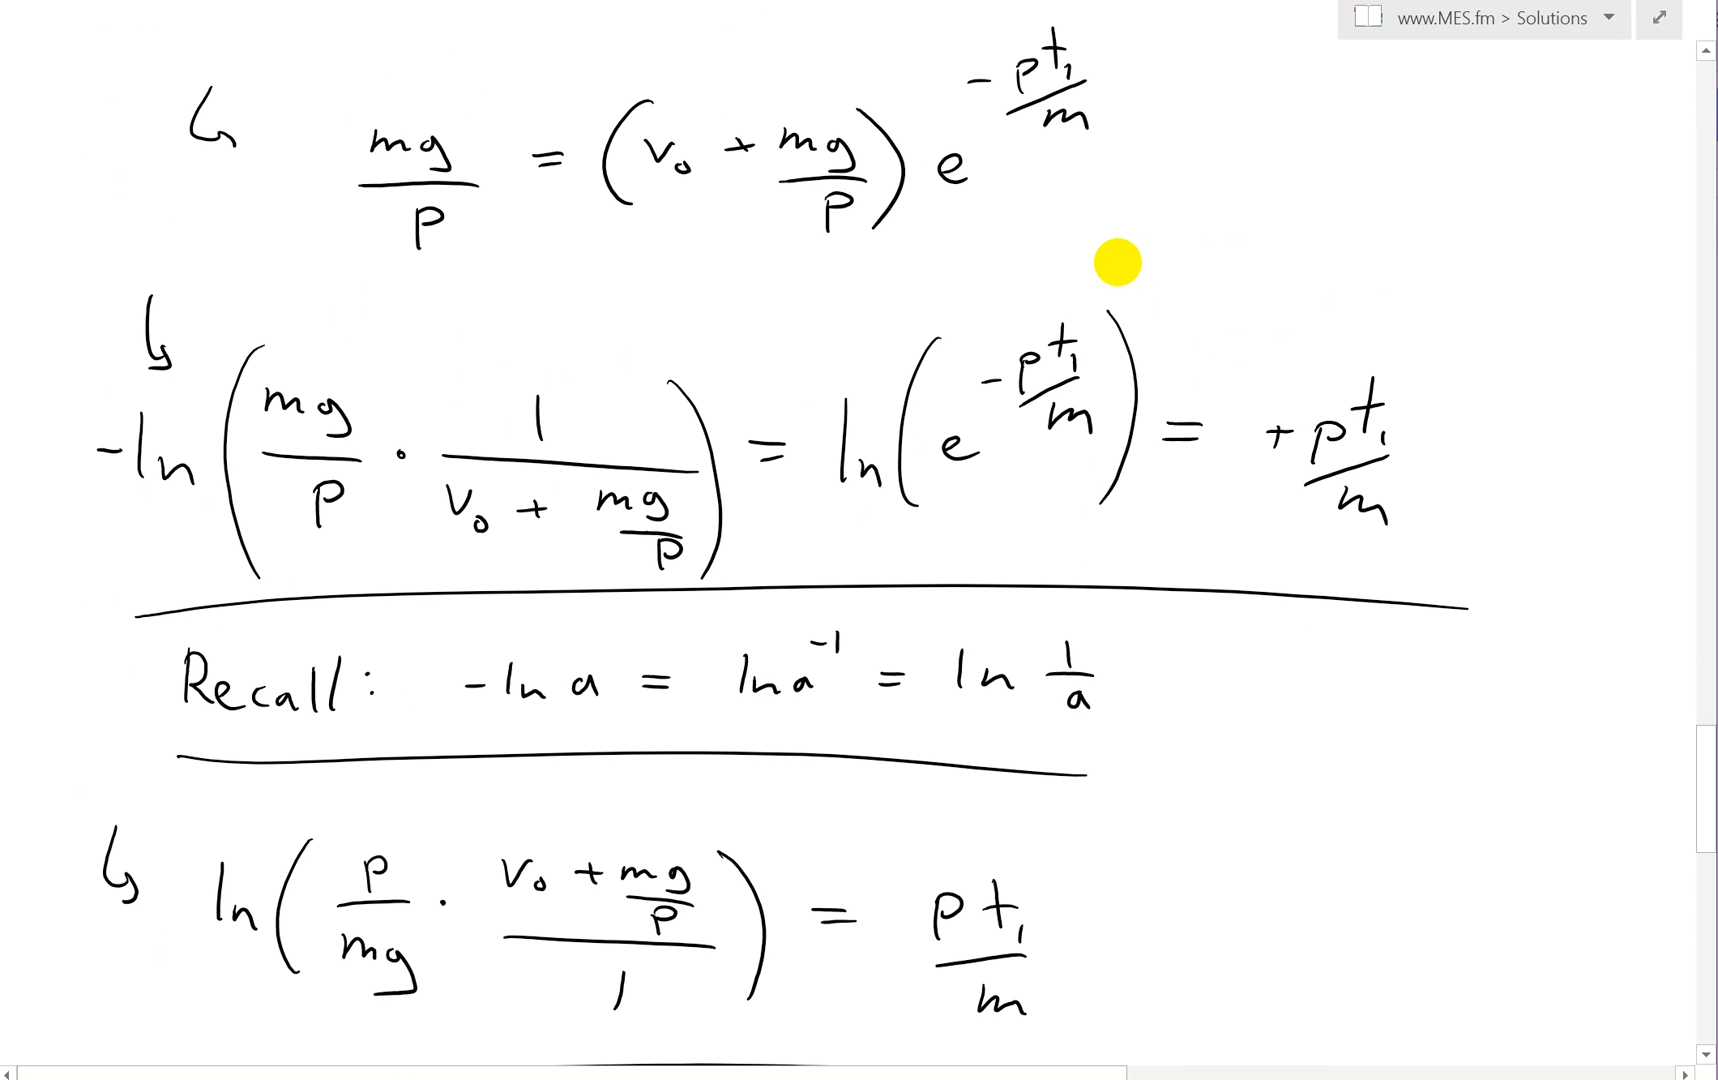 www.MES.fm > Solutions
↳ mg/p = (v₀ + mg/p) e^(-pt₁/m)
↳ -ln(mg/p · 1/(v₀ + mg/p)) = ln(e^(-pt₁/m)) = + pt₁/m
Recall: -ln a = ln a⁻¹ = ln 1/a
↳ ln(p/mg · (v₀ + mg/p)/1) = pt₁/m